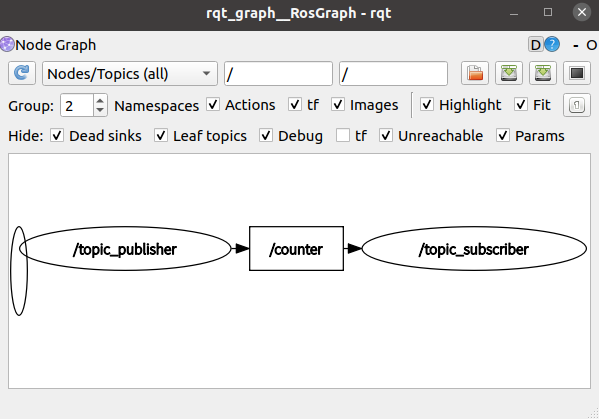 rqt_graph__RosGraph - rqt
Node Graph D ? - O
Nodes/Topics (all) / /
Group: 2 Namespaces Actions tf Images Highlight Fit
Hide: Dead sinks Leaf topics Debug tf Unreachable Params
/topic_publisher /counter /topic_subscriber